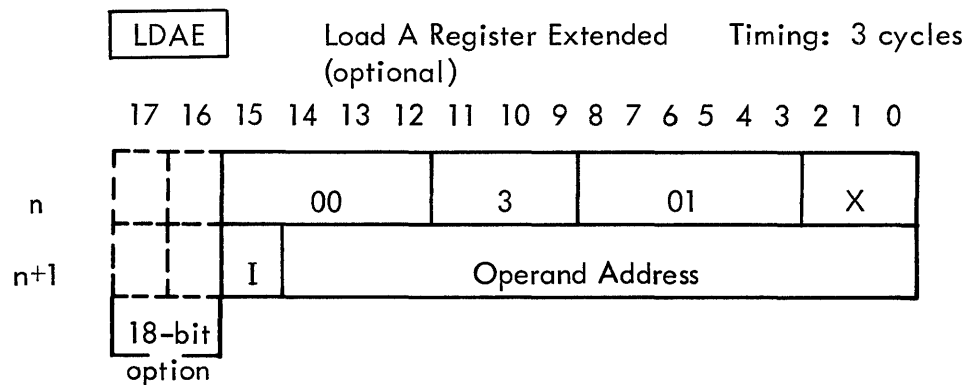 LDAE Load A Register Extended Timing: 3 cycles
(optional)
17 16 15 14 13 12 11 10 9 8 7 6 5 4 3 2 1 0
n 00 3 01 X
n+1 I Operand Address
18-bit
option